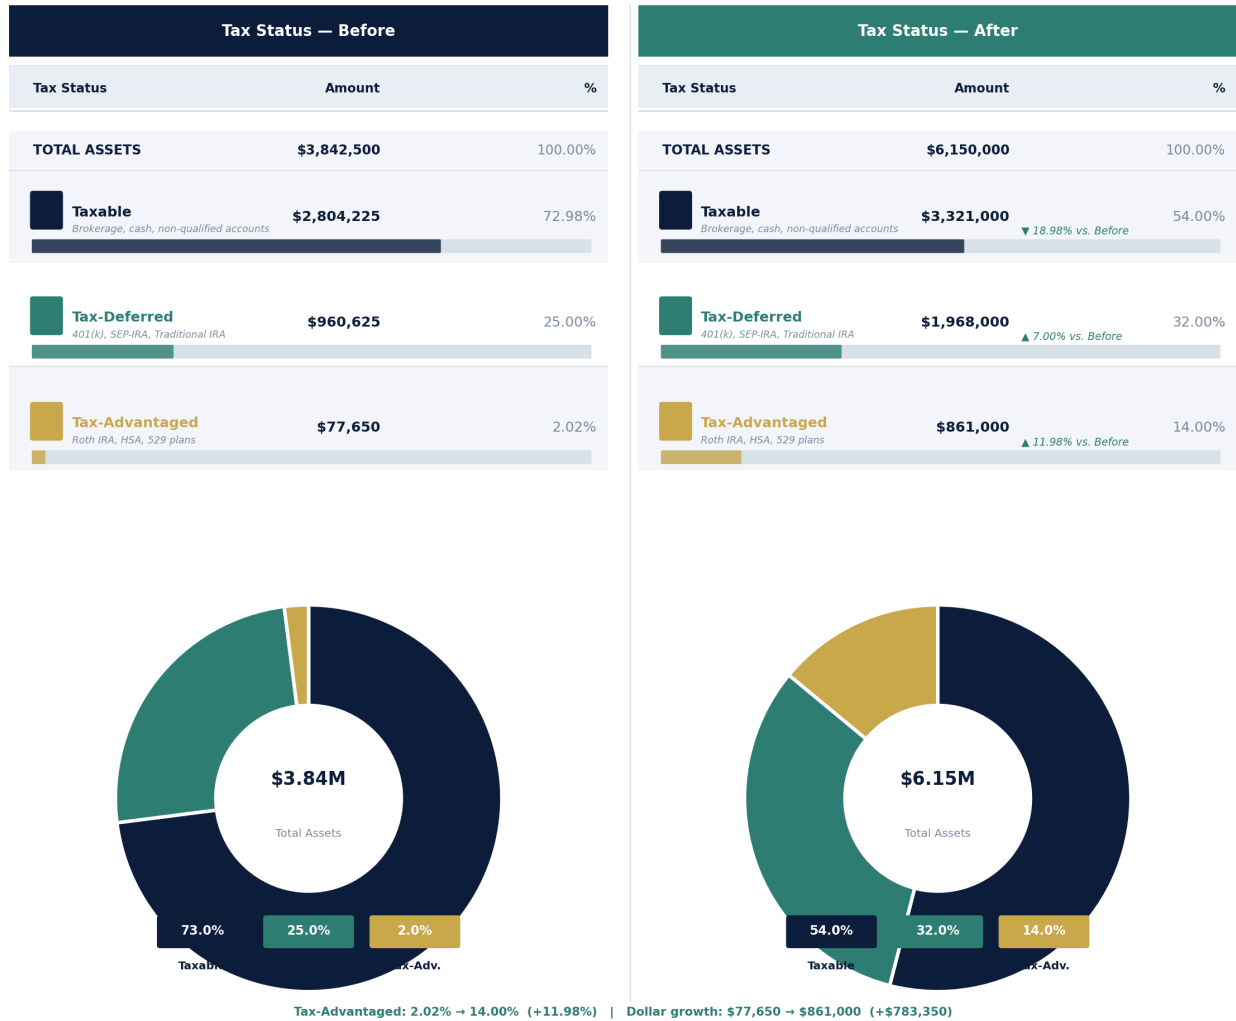 Tax Status — Before
Tax Status Amount %
TOTAL ASSETS $3,842,500 100.00%
Taxable $2,804,225 72.98%
Brokerage, cash, non-qualified accounts
Tax-Deferred $960,625 25.00%
401(k), SEP-IRA, Traditional IRA
Tax-Advantaged $77,650 2.02%
Roth IRA, HSA, 529 plans
$3.84M
Total Assets
73.0% 25.0% 2.0%
Tax Status — After
Tax Status Amount %
TOTAL ASSETS $6,150,000 100.00%
Taxable $3,321,000 54.00%
Brokerage, cash, non-qualified accounts ▼ 18.98% vs. Before
Tax-Deferred $1,968,000 32.00%
401(k), SEP-IRA, Traditional IRA ▲ 7.00% vs. Before
Tax-Advantaged $861,000 14.00%
Roth IRA, HSA, 529 plans ▲ 11.98% vs. Before
$6.15M
Total Assets
54.0% 32.0% 14.0%
Taxable
Tax-Advantaged: 2.02% → 14.00% (+11.98%) | Dollar growth: $77,650 → $861,000 (+$783,350)